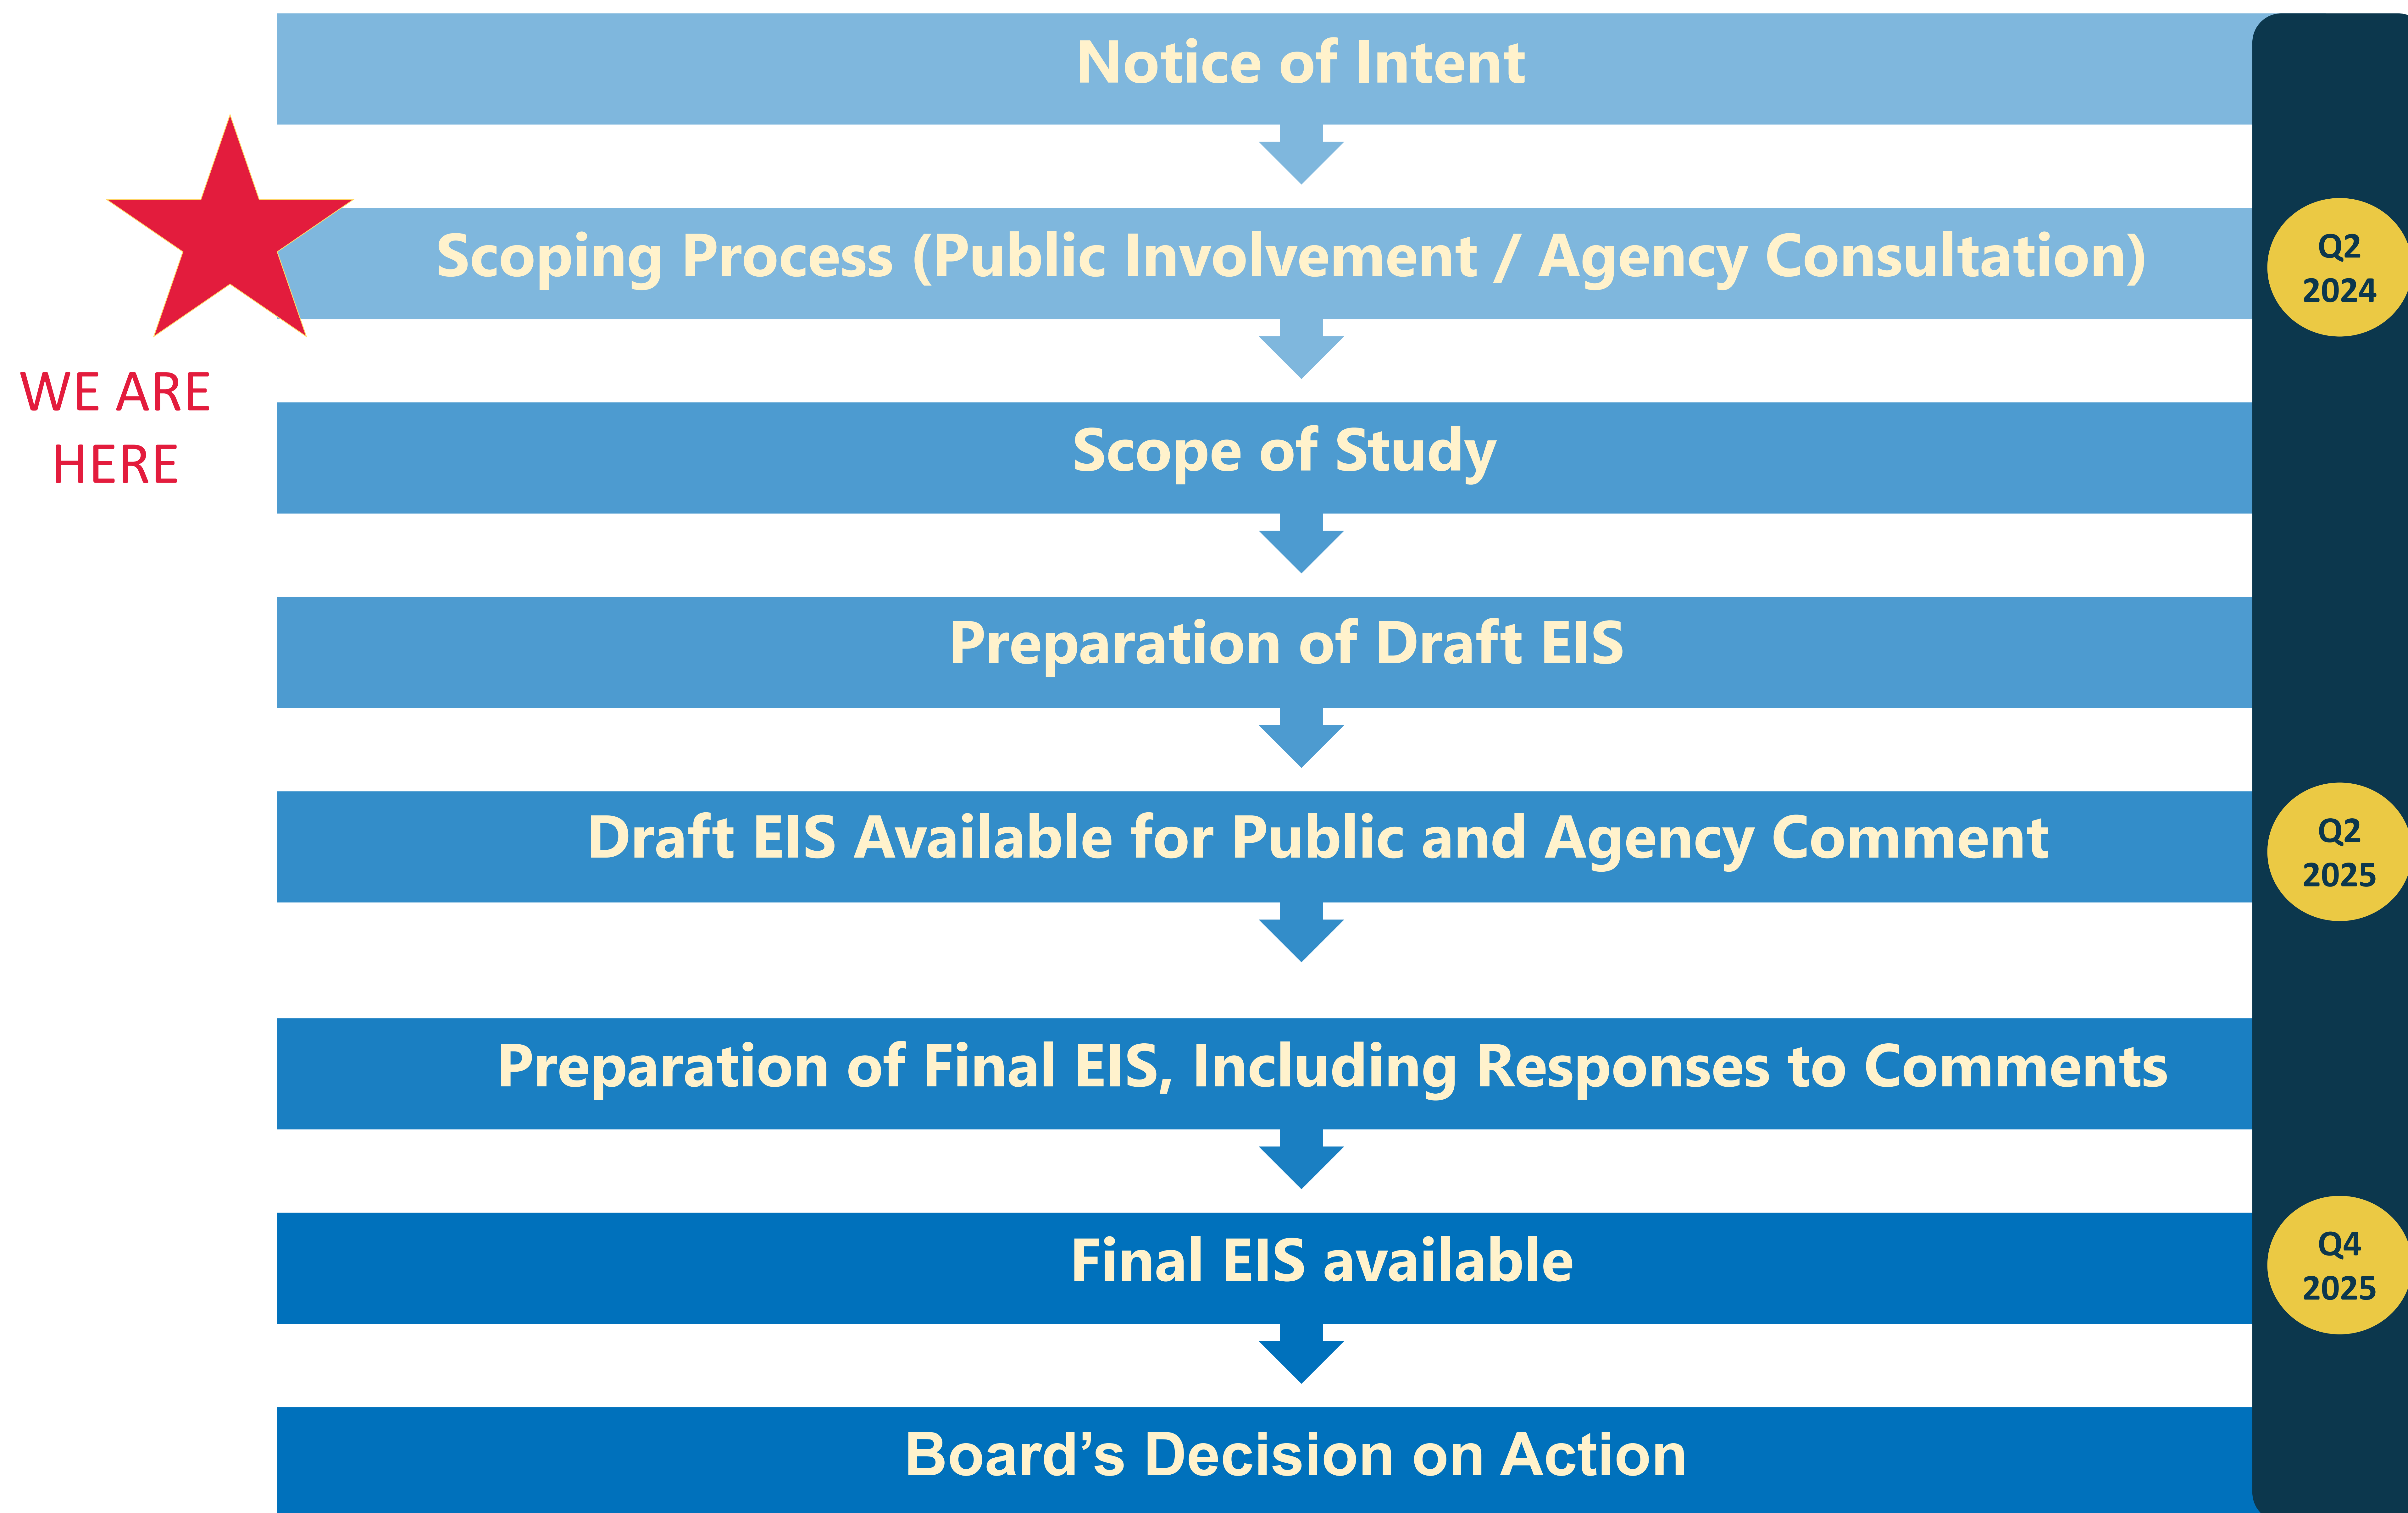 Notice of Intent
Scoping Process (Public Involvement / Agency Consultation)
Q2
2024
WE ARE
HERE
Scope of Study
Preparation of Draft EIS
Draft EIS Available for Public and Agency Comment
Q2
2025
Preparation of Final EIS, Including Responses to Comments
Final EIS available
Q4
2025
Board’s Decision on Action